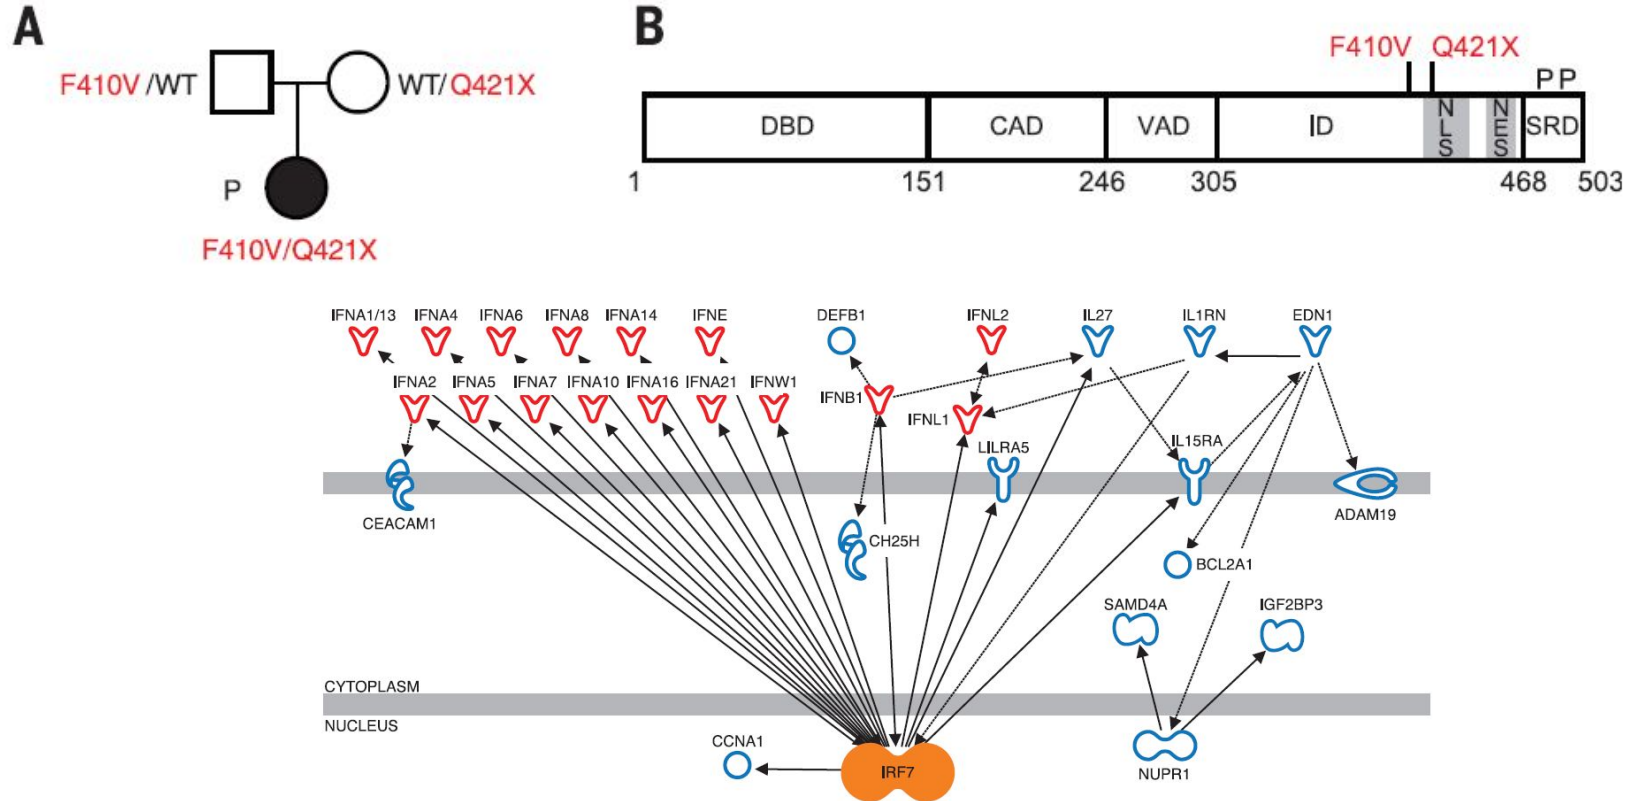 A
F410V /WT
WT/Q421X
P
F410V/Q421X
B
F410V Q421X
P P
DBD CAD VAD ID NLS NES SRD
1 151 246 305 468 503
IFNA1/13 IFNA4 IFNA6 IFNA8 IFNA14 IFNE DEFB1 IFNL2 IL27 IL1RN EDN1
IFNA2 IFNA5 IFNA7 IFNA10 IFNA16 IFNA21 IFNW1
IFNB1
IFNL1
LILRA5 IL15RA
CEACAM1
ADAM19
CH25H
BCL2A1
SAMD4A IGF2BP3
CYTOPLASM
NUCLEUS
CCNA1
IRF7
NUPR1